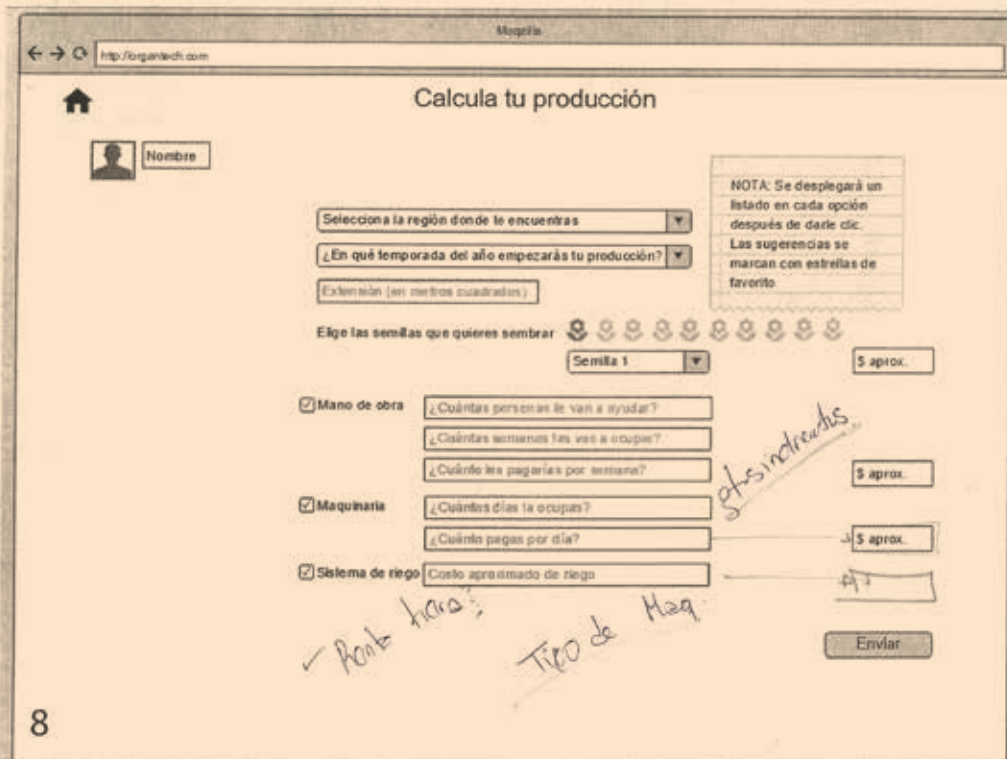 http://organtech.com
Calcula tu producción
Nombre
NOTA: Se desplegará un
listado en cada opción
después de darle clic.
Las sugerencias se
marcan con estrellas de
favorito
Selecciona la región donde te encuentras
¿En qué temporada del año empezarás tu producción?
Extensión (en metros cuadrados)
Elige las semillas que quieres sembrar
Semilla 1
$ aprox.
Mano de obra
¿Cuántas personas te van a ayudar?
¿Cuántas semanas las vas a ocupar?
¿Cuánto les pagarías por semana?
$ aprox.
Maquinaria
¿Cuántos días la ocupas?
¿Cuánto pagas por día?
$ aprox.
Sistema de riego
Costo aproximado de riego
Renta
Tipo de Maq.
Enviar
8